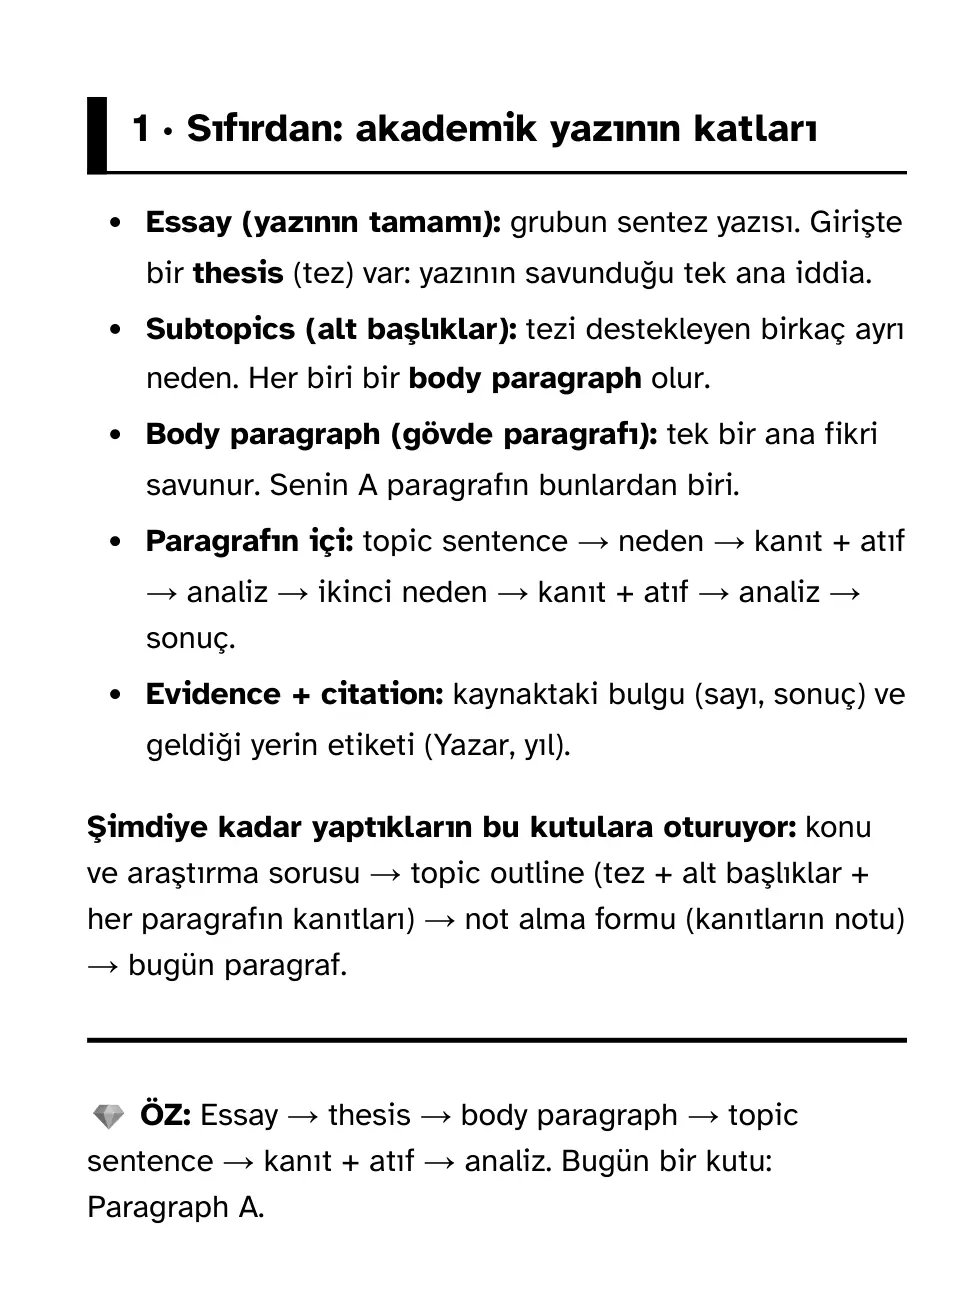 1 · Sıfırdan: akademik yazının katları
• Essay (yazının tamamı): grubun sentez yazısı. Girişte
bir thesis (tez) var: yazının savunduğu tek ana iddia.
• Subtopics (alt başlıklar): tezi destekleyen birkaç ayrı
neden. Her biri bir body paragraph olur.
• Body paragraph (gövde paragrafı): tek bir ana fikri
savunur. Senin A paragrafın bunlardan biri.
• Paragrafın içi: topic sentence → neden → kanıt + atıf
→ analiz → ikinci neden → kanıt + atıf → analiz →
sonuç.
• Evidence + citation: kaynaktaki bulgu (sayı, sonuç) ve
geldiği yerin etiketi (Yazar, yıl).
Şimdiye kadar yaptıkların bu kutulara oturuyor: konu
ve araştırma sorusu → topic outline (tez + alt başlıklar +
her paragrafın kanıtları) → not alma formu (kanıtların notu)
→ bugün paragraf.
ÖZ: Essay → thesis → body paragraph → topic
sentence → kanıt + atıf → analiz. Bugün bir kutu:
Paragraph A.